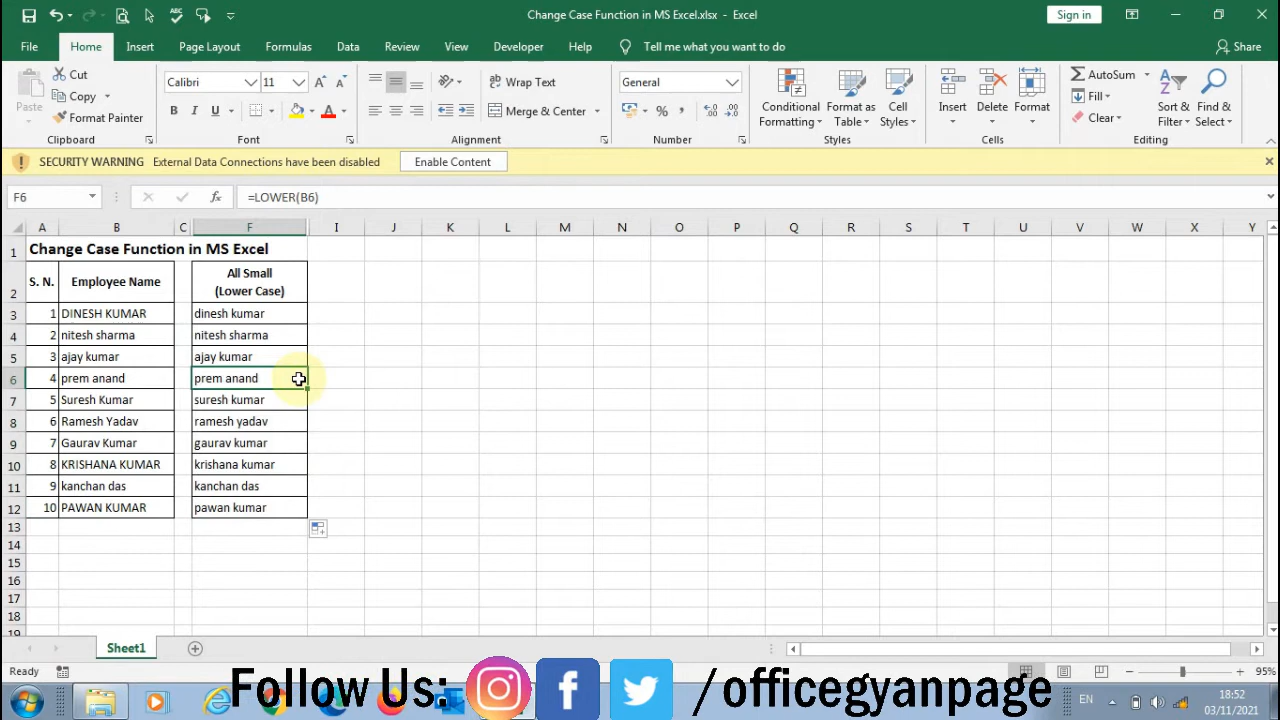 Change Case Function in MS Excel.xlsx - Excel
Sign in
File Home Insert Page Layout Formulas Data Review View Developer Help Tell me what you want to do Share
Paste Cut Copy Format Painter Clipboard
Calibri 11 B I U Font
Wrap Text Merge & Center Alignment
General % , Number
Conditional Formatting Format as Table Cell Styles Styles
Insert Delete Format Cells
AutoSum Fill Clear Sort & Filter Find & Select Editing
SECURITY WARNING External Data Connections have been disabled Enable Content
F6 fx =LOWER(B6)
A B C F I J K L M N O P Q R S T U V W X Y
1 Change Case Function in MS Excel
2 S. N. Employee Name All Small (Lower Case)
3 1 DINESH KUMAR dinesh kumar
4 2 nitesh sharma nitesh sharma
5 3 ajay kumar ajay kumar
6 4 prem anand prem anand
7 5 Suresh Kumar suresh kumar
8 6 Ramesh Yadav ramesh yadav
9 7 Gaurav Kumar gaurav kumar
10 8 KRISHANA KUMAR krishana kumar
11 9 kanchan das kanchan das
12 10 PAWAN KUMAR pawan kumar
13
14
15
16
17
18
19
Sheet1
Ready 95%
Follow Us: /officegyanpage
EN 18:52
03/11/2021